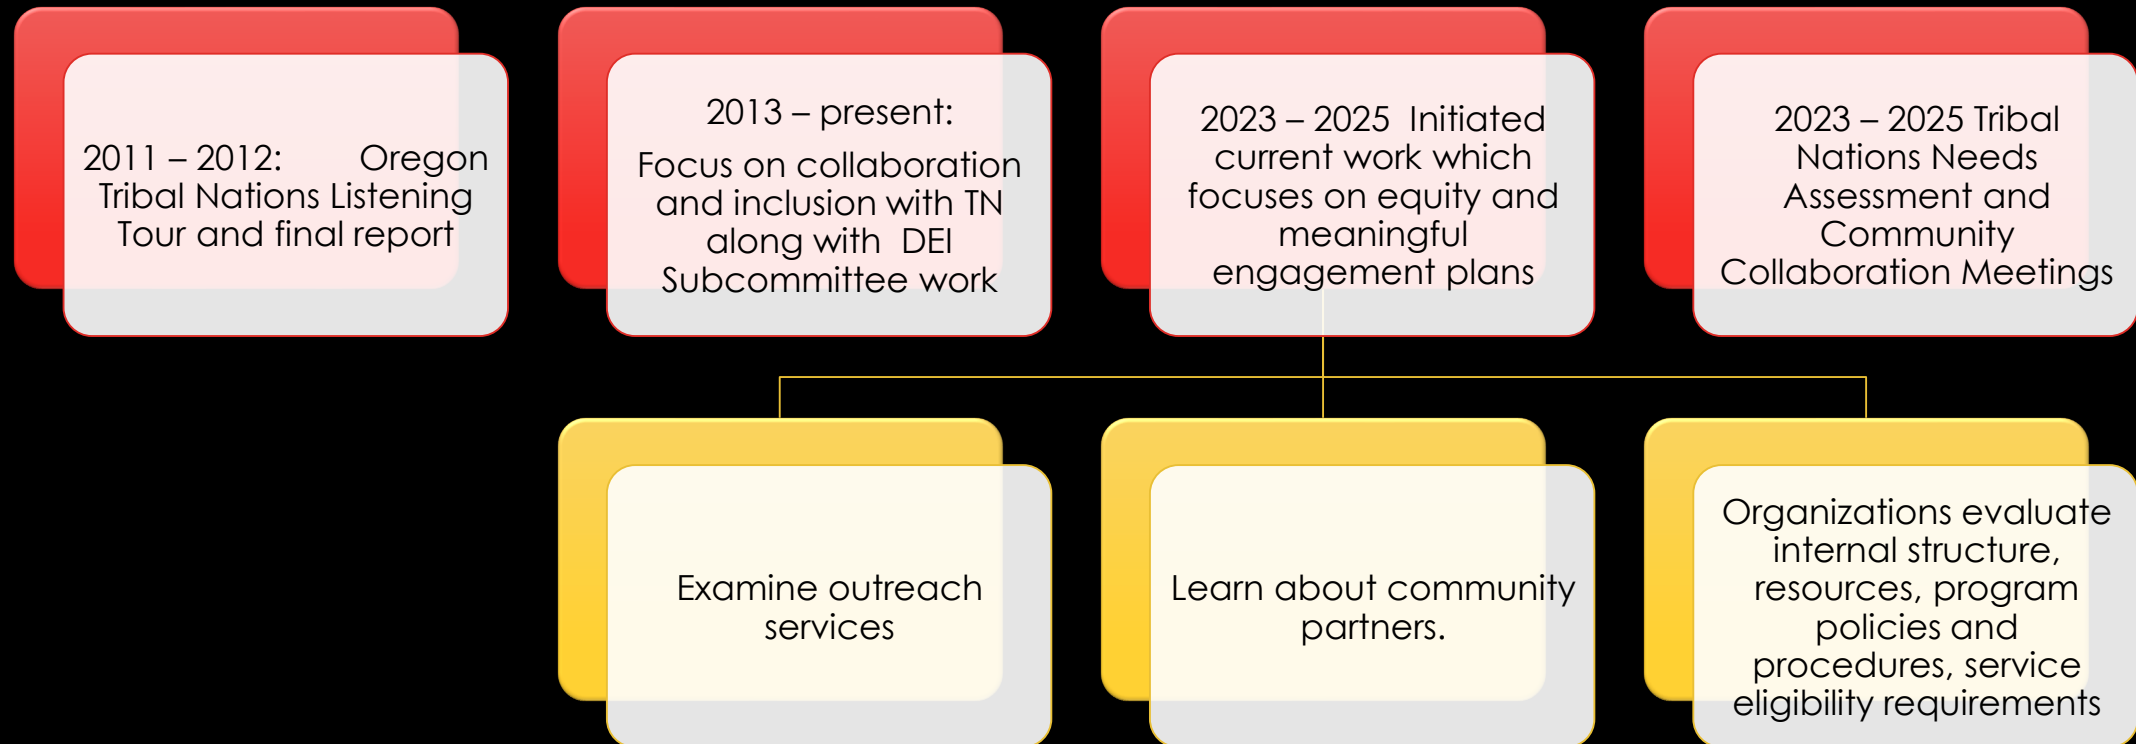 2011 – 2012: Oregon
Tribal Nations Listening
Tour and final report
2013 – present:
Focus on collaboration
and inclusion with TN
along with DEI
Subcommittee work
2023 – 2025 Initiated
current work which
focuses on equity and
meaningful
engagement plans
2023 – 2025 Tribal
Nations Needs
Assessment and
Community
Collaboration Meetings
Examine outreach
services
Learn about community
partners.
Organizations evaluate
internal structure,
resources, program
policies and
procedures, service
eligibility requirements